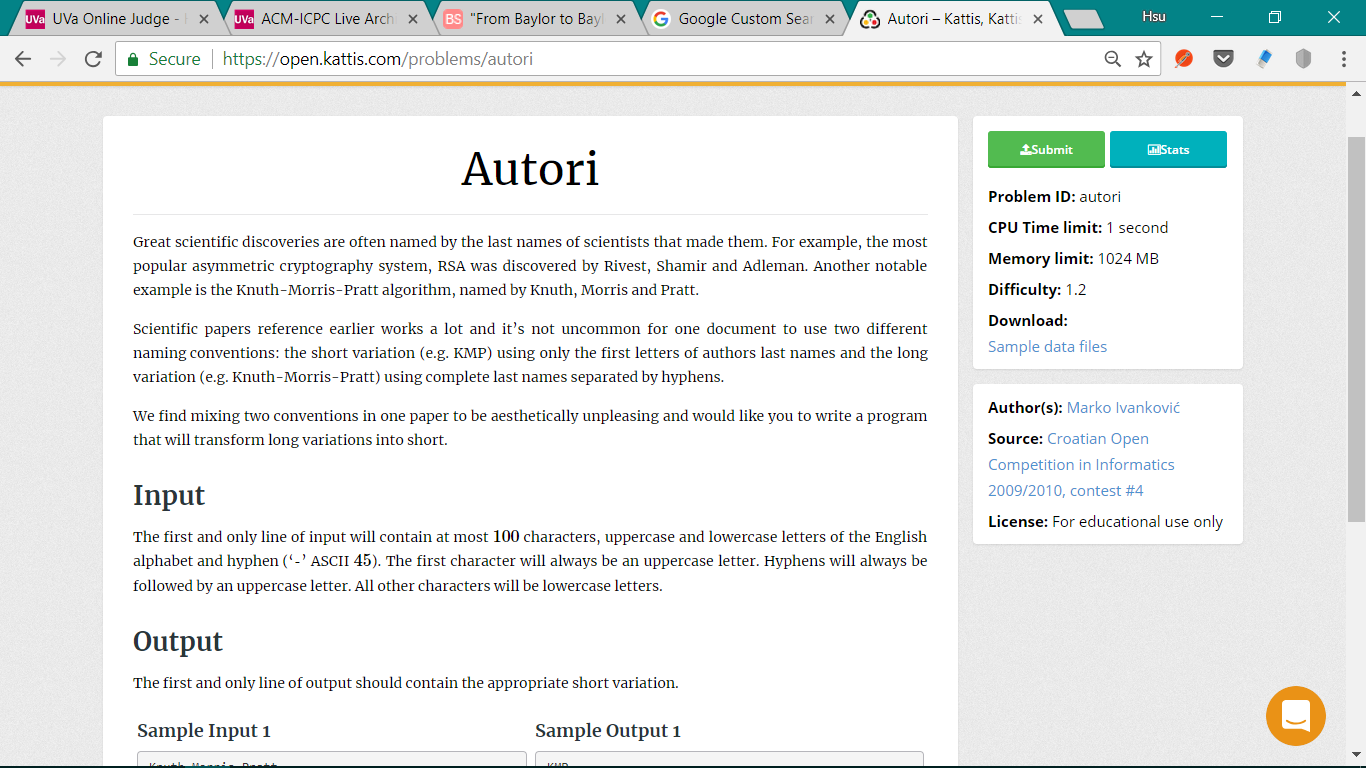 UVa UVa Online Judge -
UVa ACM-ICPC Live Arch
BS "From Baylor to Bayl
G Google Custom Sear
Autori – Kattis, Kattis
Hsu
Secure https://open.kattis.com/problems/autori
Autori
Great scientific discoveries are often named by the last names of scientists that made them. For example, the most
popular asymmetric cryptography system, RSA was discovered by Rivest, Shamir and Adleman. Another notable
example is the Knuth-Morris-Pratt algorithm, named by Knuth, Morris and Pratt.
Scientific papers reference earlier works a lot and it’s not uncommon for one document to use two different
naming conventions: the short variation (e.g. KMP) using only the first letters of authors last names and the long
variation (e.g. Knuth-Morris-Pratt) using complete last names separated by hyphens.
We find mixing two conventions in one paper to be aesthetically unpleasing and would like you to write a program
that will transform long variations into short.
Input
The first and only line of input will contain at most 100 characters, uppercase and lowercase letters of the English
alphabet and hyphen (‘-’ ASCII 45). The first character will always be an uppercase letter. Hyphens will always be
followed by an uppercase letter. All other characters will be lowercase letters.
Output
The first and only line of output should contain the appropriate short variation.
Sample Input 1
Sample Output 1
Knuth-Morris-Pratt
KMP
Submit
Stats
Problem ID: autori
CPU Time limit: 1 second
Memory limit: 1024 MB
Difficulty: 1.2
Download:
Sample data files
Author(s): Marko Ivanković
Source: Croatian Open
Competition in Informatics
2009/2010, contest #4
License: For educational use only